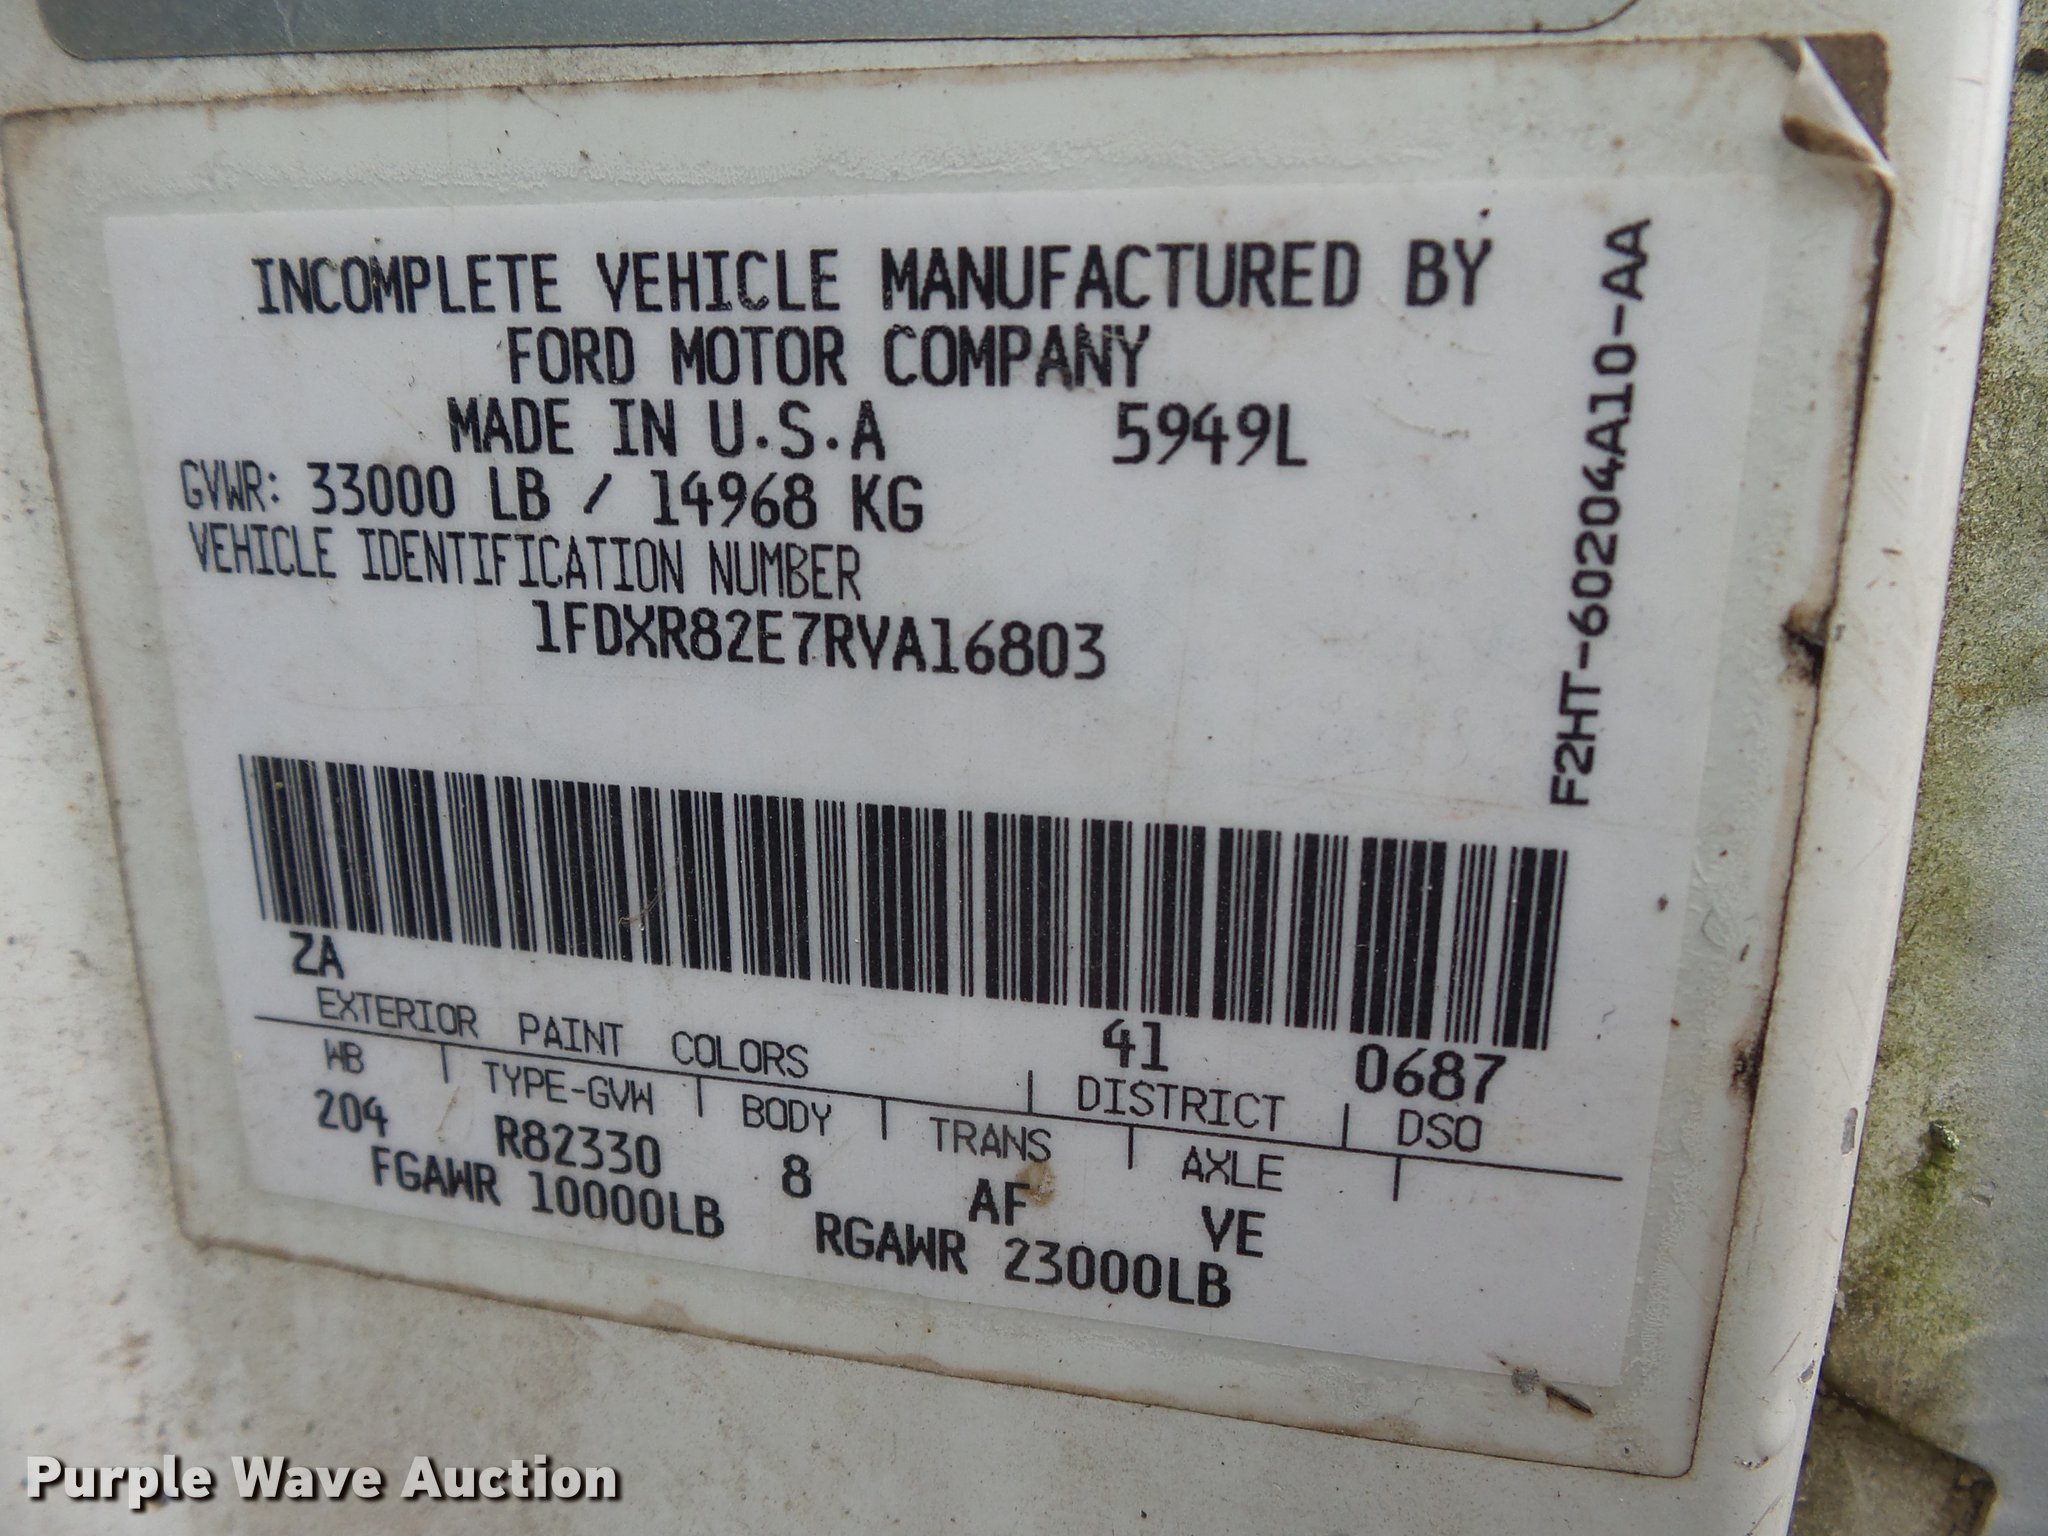 INCOMPLETE VEHICLE MANUFACTURED BY
FORD MOTOR COMPANY
MADE IN U.S.A 5949L
GVWR: 33000 LB / 14968 KG
VEHICLE IDENTIFICATION NUMBER
1FDXR82E7RVA16803
F2HT-60204A10-AA
ZA 41 0687
EXTERIOR PAINT COLORS DISTRICT DSO
WB TYPE-GVW BODY TRANS AXLE
204 R82330 8 AF VE
FGAWR 10000LB RGAWR 23000LB
Purple Wave Auction